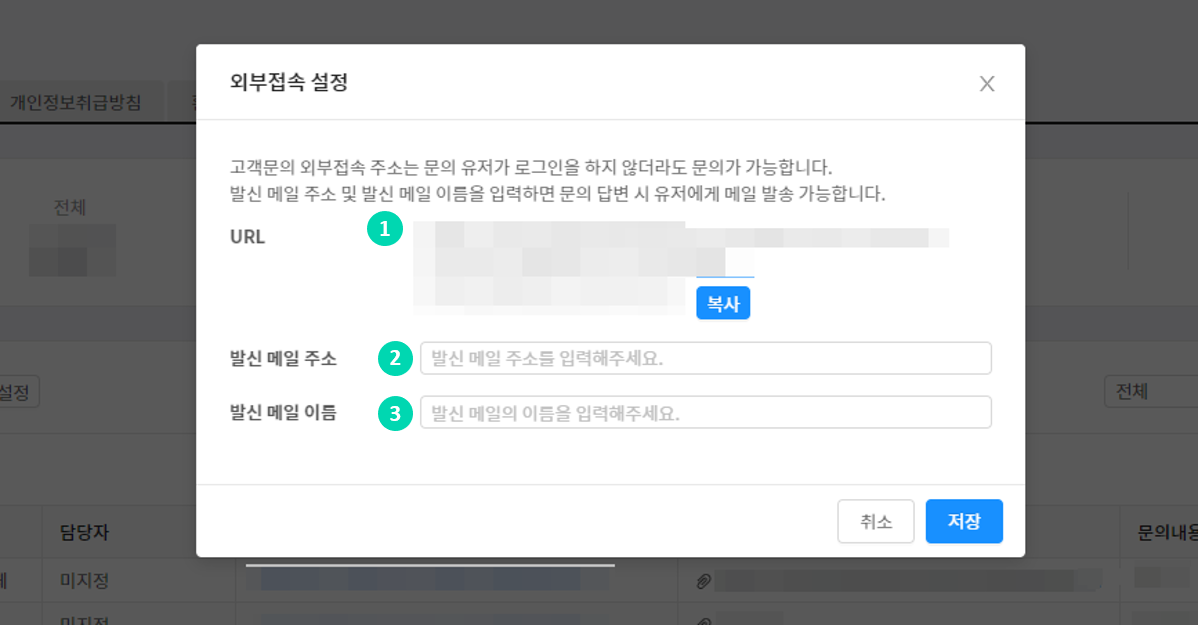 외부접속 설정
개인정보취급방침
고객문의 외부접속 주소는 문의 유저가 로그인을 하지 않더라도 문의가 가능합니다.
발신 메일 주소 및 발신 메일 이름을 입력하면 문의 답변 시 유저에게 메일 발송 가능합니다.
전체
URL
1
복사
발신 메일 주소
2
발신 메일 주소를 입력해주세요.
설정
전체
발신 메일 이름
3
발신 메일의 이름을 입력해주세요.
취소
저장
담당자
문의내용
미지정
미지정